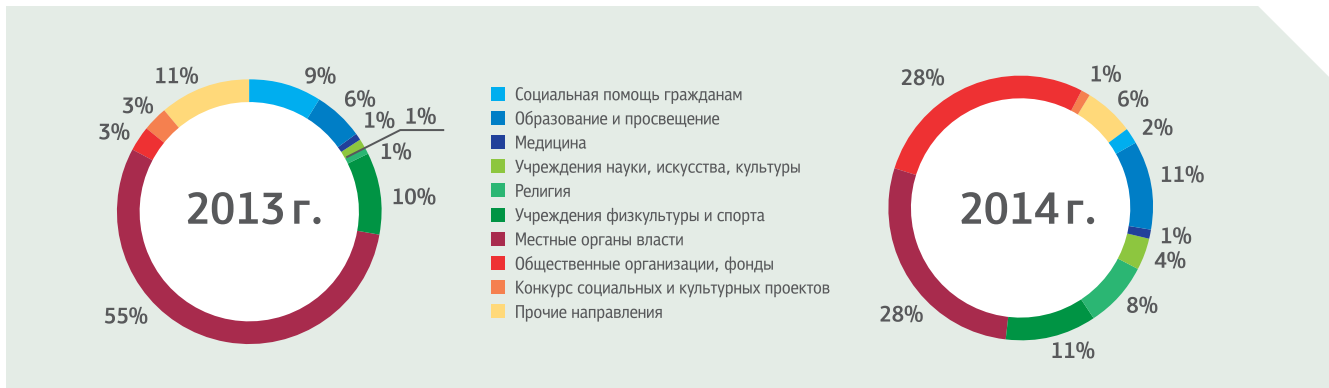 11%
9%
3%
6%
3%
1%
1%
1%
10%
55%
2013 г.
Социальная помощь гражданам
Образование и просвещение
Медицина
Учреждения науки, искусства, культуры
Религия
Учреждения физкультуры и спорта
Местные органы власти
Общественные организации, фонды
Конкурс социальных и культурных проектов
Прочие направления
28%
1%
6%
2%
11%
1%
4%
8%
11%
28%
2014 г.